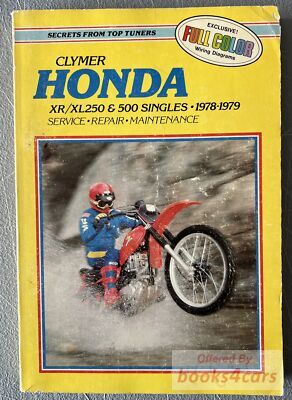 SECRETS FROM TOP TUNERS
EXCLUSIVE!
FULL COLOR
Wiring Diagrams
CLYMER
HONDA
XR/XL250 & 500 SINGLES • 1978-1979
SERVICE • REPAIR • MAINTENANCE
Offered By
books4cars